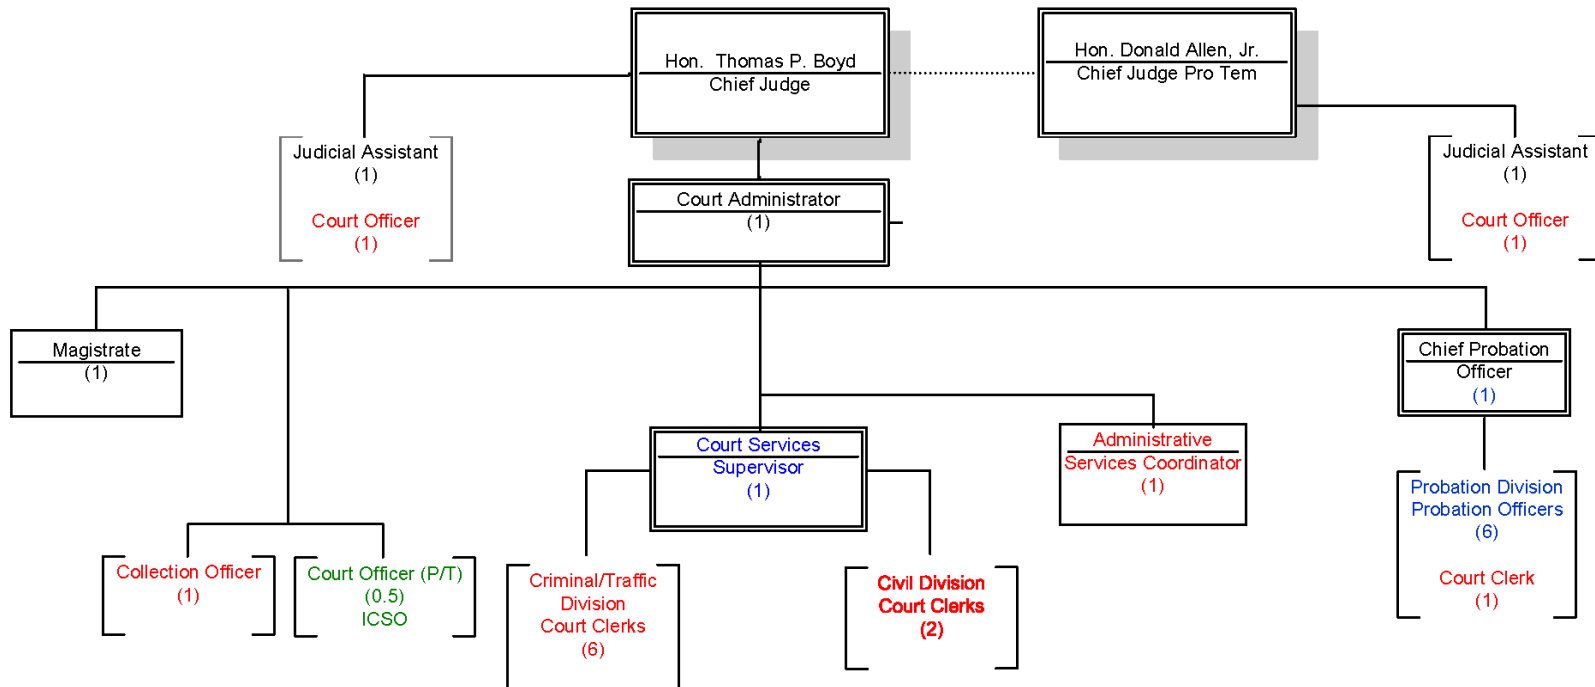 Hon.  Thomas P. Boyd
Chief Judge
Hon. Donald Allen, Jr.
Chief Judge Pro Tem
Judicial Assistant
(1)
Court Officer
(1)
Court Administrator
(1)
Judicial Assistant
(1)
Court Officer
(1)
Magistrate
(1)
Chief Probation
Officer
(1)
Court Services
Supervisor
(1)
Administrative
Services Coordinator
(1)
Probation Division
Probation Officers
(6)
Court Clerk
(1)
Collection Officer
(1)
Court Officer (P/T)
(0.5)
ICSO
Criminal/Traffic
Division
Court Clerks
(6)
Civil Division
Court Clerks
(2)